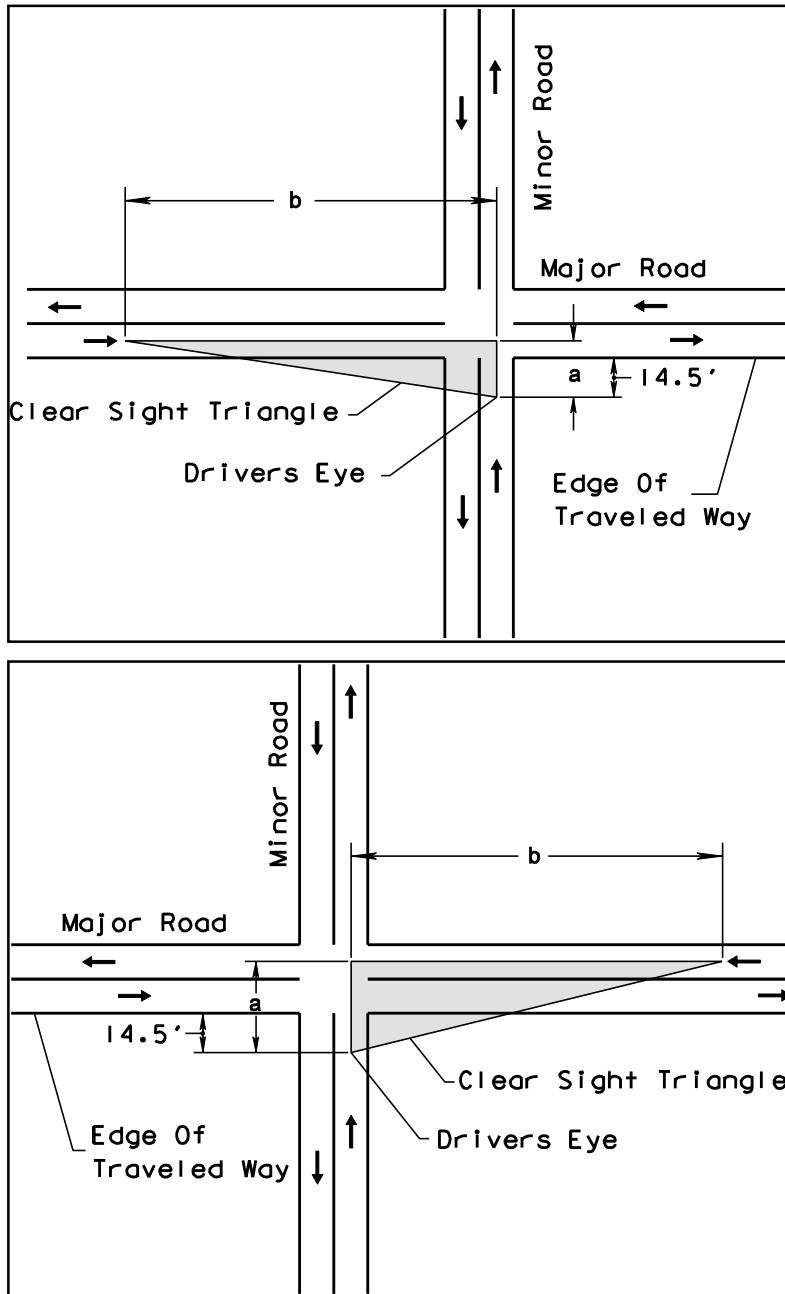 Minor Road
b
Major Road
a
14.5'
Clear Sight Triangle
Drivers Eye
Edge Of
Traveled Way
Minor Road
b
Major Road
a
14.5'
Clear Sight Triangle
Edge Of
Traveled Way
Drivers Eye